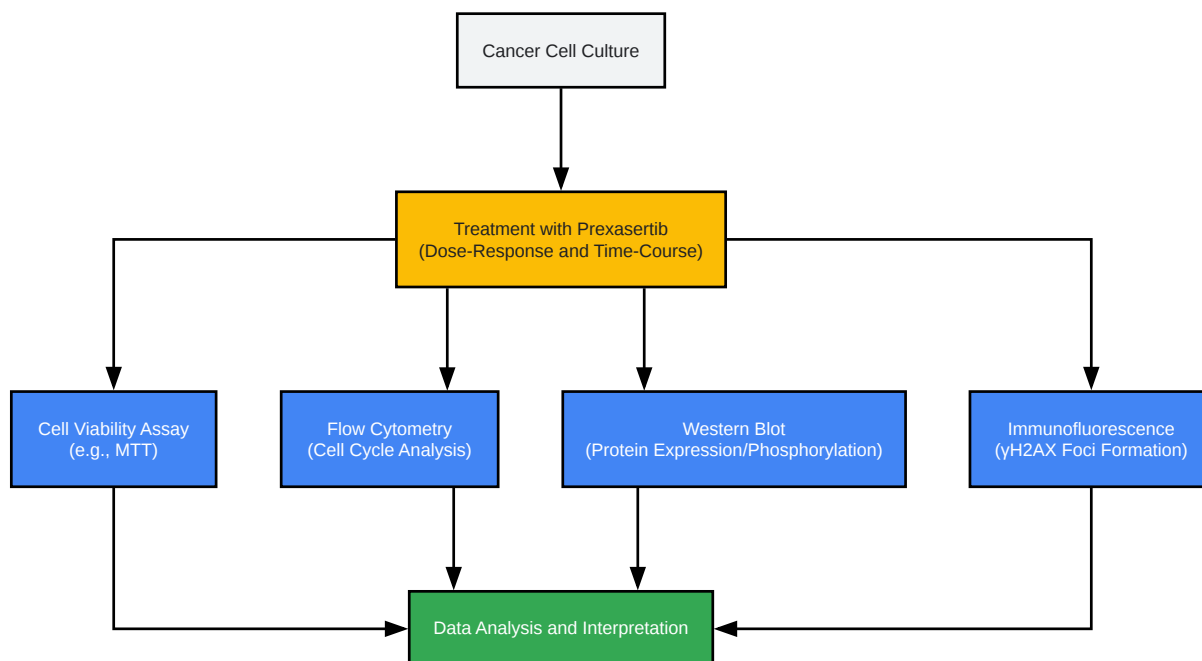 Cancer Cell Culture
Treatment with Prexasertib
(Dose-Response and Time-Course)
Cell Viability Assay
(e.g., MTT)
Flow Cytometry
(Cell Cycle Analysis)
Western Blot
(Protein Expression/Phosphorylation)
Immunofluorescence
(γH2AX Foci Formation)
Data Analysis and Interpretation